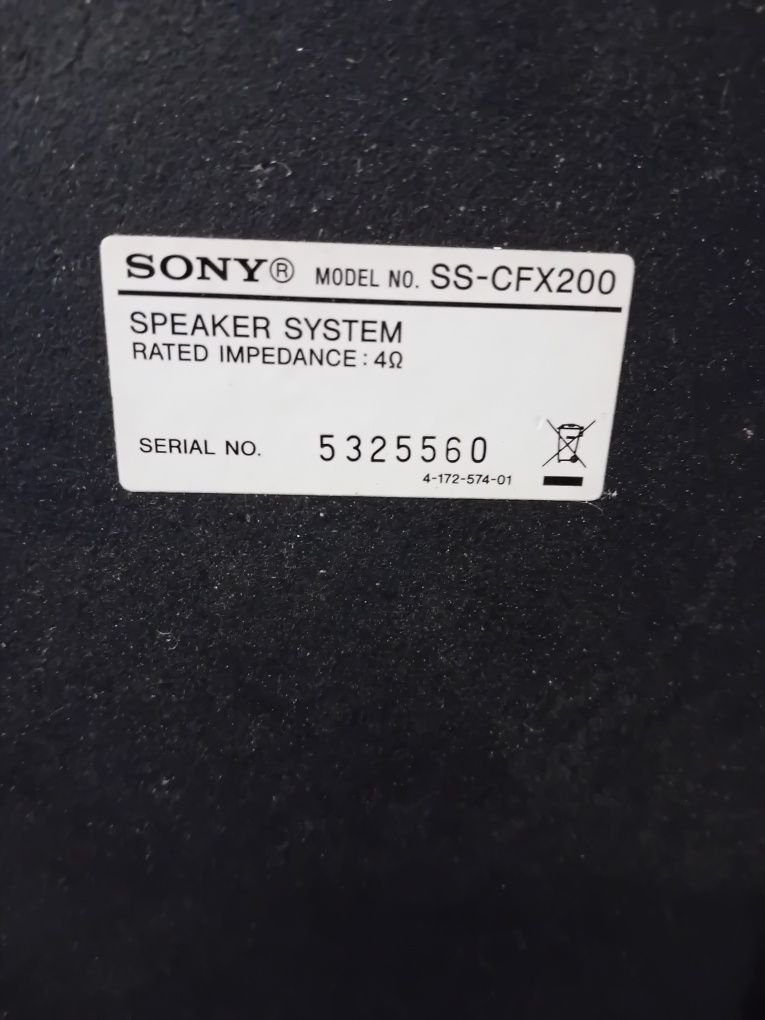 SONY® MODEL NO. SS-CFX200
SPEAKER SYSTEM
RATED IMPEDANCE : 4Ω
SERIAL NO. 5325560
4-172-574-01